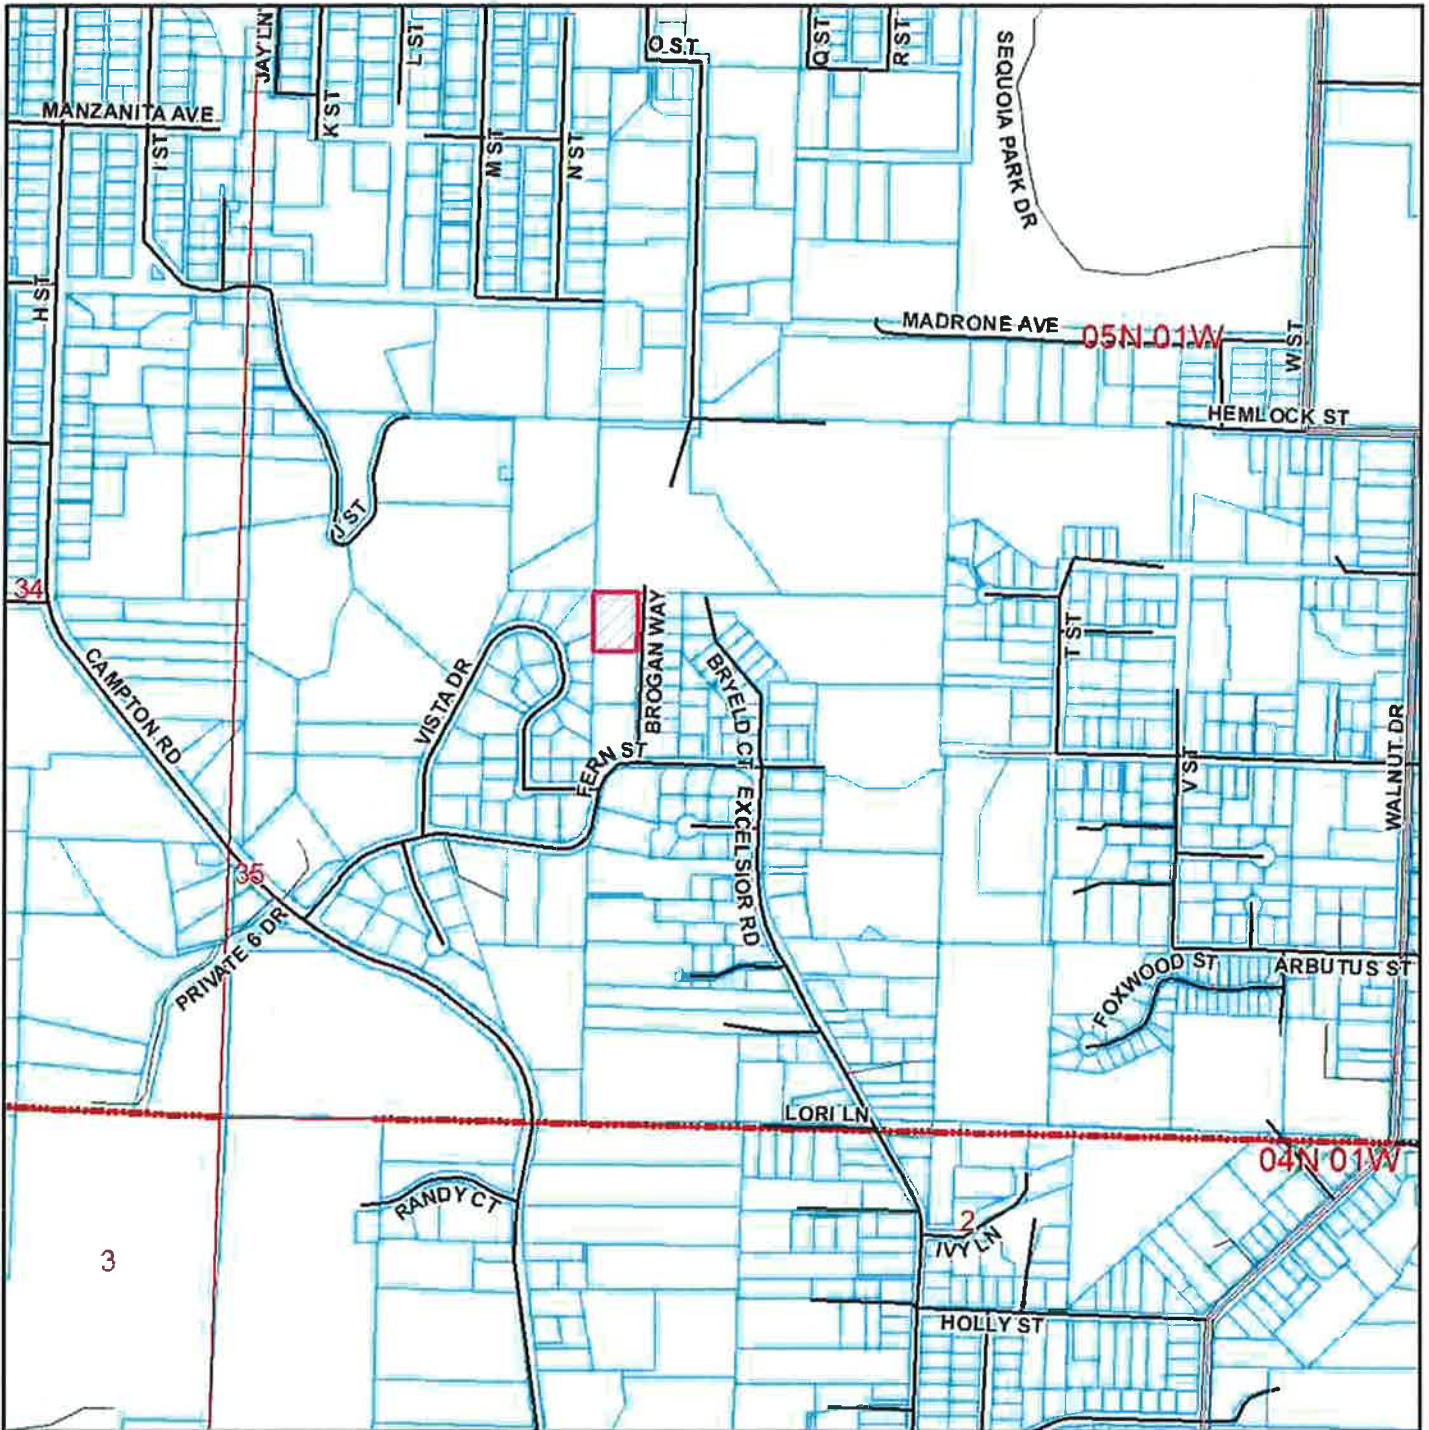 JAY LN
L ST
O ST
Q ST
R ST
SEQUOIA PARK DR
MANZANITA AVE
K ST
I ST
M ST
N ST
H ST
MADRONE AVE
05N 01W
W ST
HEMLOCK ST
J ST
34
CAMPTON RD
VISTA DR
BROGAN WAY
BRYELD CT
T ST
FERN ST
V ST
WALNUT DR
EXCELSIOR RD
35
PRIVATE 6 DR
FOXWOOD ST
ARBUTUS ST
LORI LN
04N 01W
RANDY CT
2
IVY LN
3
HOLLY ST